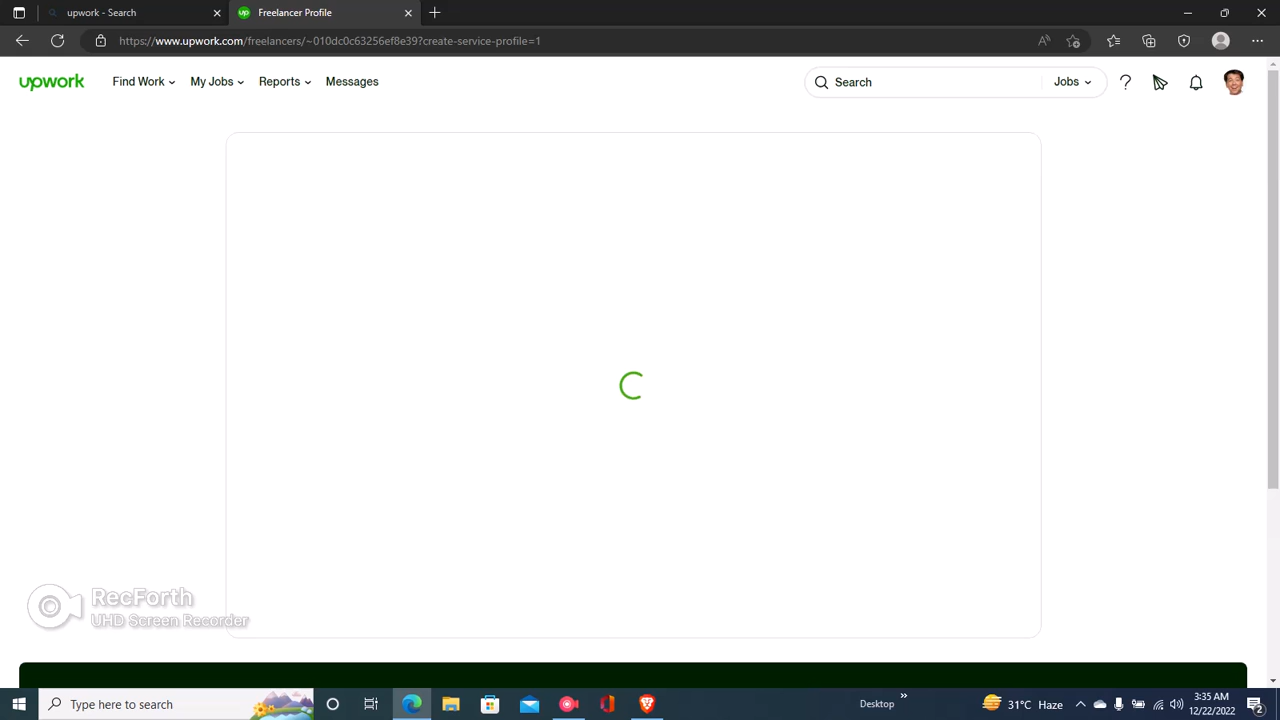 upwork - Search
up Freelancer Profile
https://www.upwork.com/freelancers/~010dc0c63256ef8e39?create-service-profile=1
upwork Find Work My Jobs Reports Messages Search Jobs ?
RecForth
UHD Screen Recorder
Type here to search
Desktop
31°C Haze
3:35 AM
12/22/2022
2